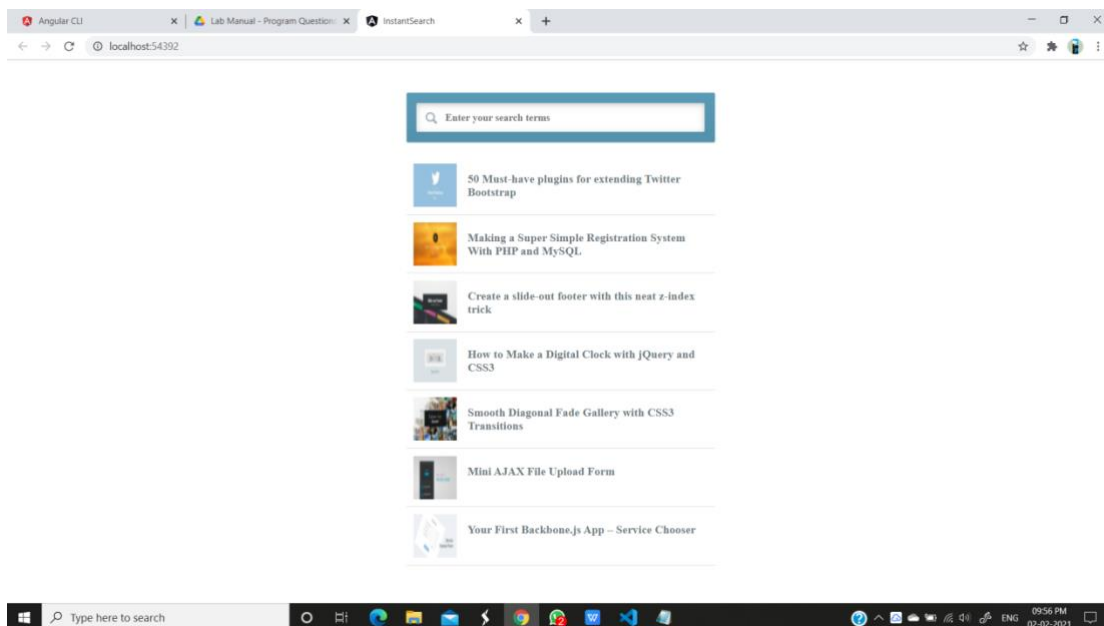 Angular CLI
Lab Manual - Program Question:
InstantSearch
localhost:54392
Enter your search terms
50 Must-have plugins for extending Twitter
Bootstrap
Making a Super Simple Registration System
With PHP and MySQL
Create a slide-out footer with this neat z-index
trick
How to Make a Digital Clock with jQuery and
CSS3
Smooth Diagonal Fade Gallery with CSS3
Transitions
Mini AJAX File Upload Form
Your First Backbone.js App – Service Chooser
Type here to search
ENG
09:56 PM
02-02-2021